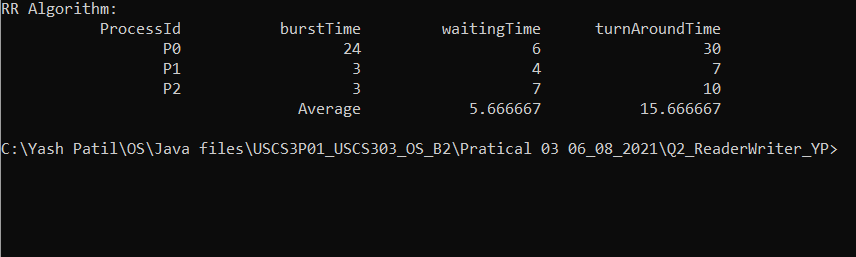 RR Algorithm:
ProcessId burstTime waitingTime turnAroundTime
P0 24 6 30
P1 3 4 7
P2 3 7 10
Average 5.666667 15.666667
C:\Yash Patil\OS\Java files\USCS3P01_USCS303_OS_B2\Pratical 03 06_08_2021\Q2_ReaderWriter_YP>